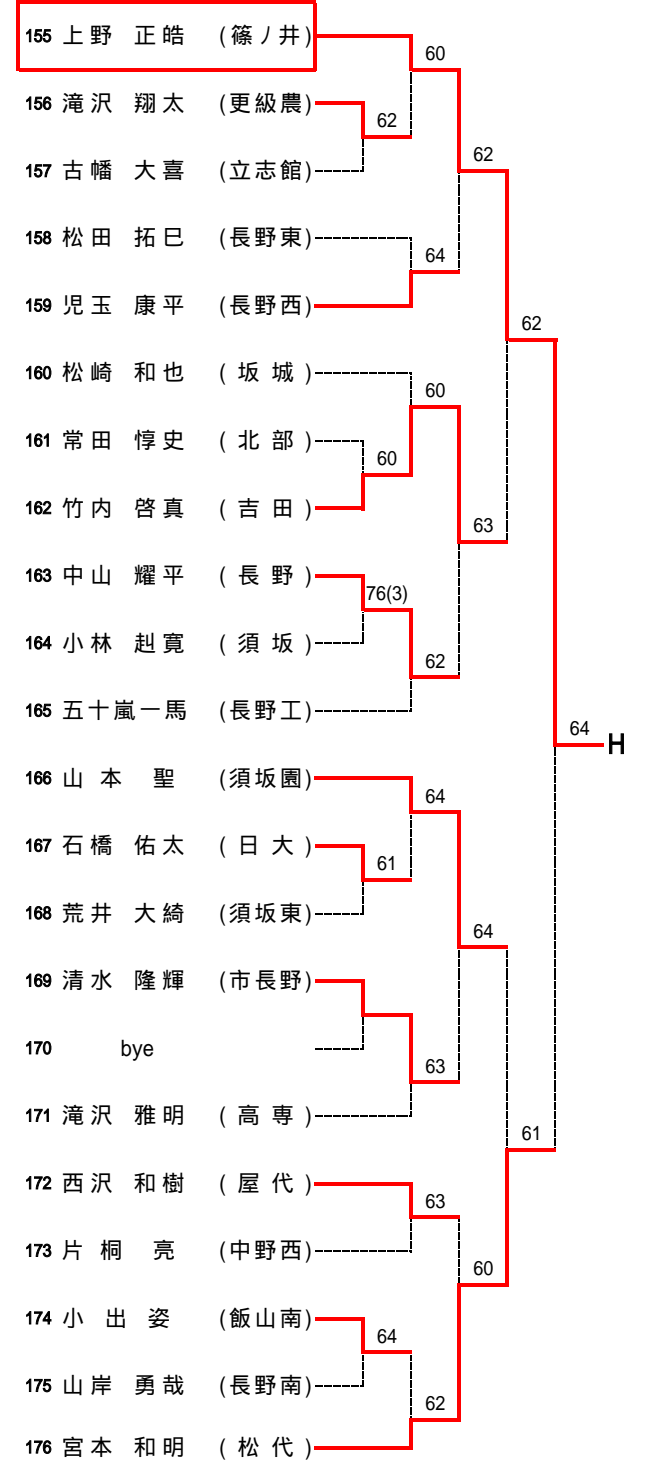 155 上野 正皓 (篠ノ井)
60
156 滝沢 翔太 (更級農)
62
62
157 古幡 大喜 (立志館)
158 松田 拓巳 (長野東)
64
159 児玉 康平 (長野西)
62
160 松崎 和也 (坂城)
60
161 常田 惇史 (北部)
60
162 竹内 啓真 (吉田)
63
163 中山 耀平 (長野)
76(3)
164 小林 赳寛 (須坂)
62
165 五十嵐一馬 (長野工)
64
H
166 山本 聖 (須坂園)
64
167 石橋 佑太 (日大)
61
168 荒井 大綺 (須坂東)
64
169 清水 隆輝 (市長野)
170 bye
63
171 滝沢 雅明 (高専)
61
172 西沢 和樹 (屋代)
63
173 片桐 亮 (中野西)
60
174 小出 姿 (飯山南)
64
175 山岸 勇哉 (長野南)
62
176 宮本 和明 (松代)